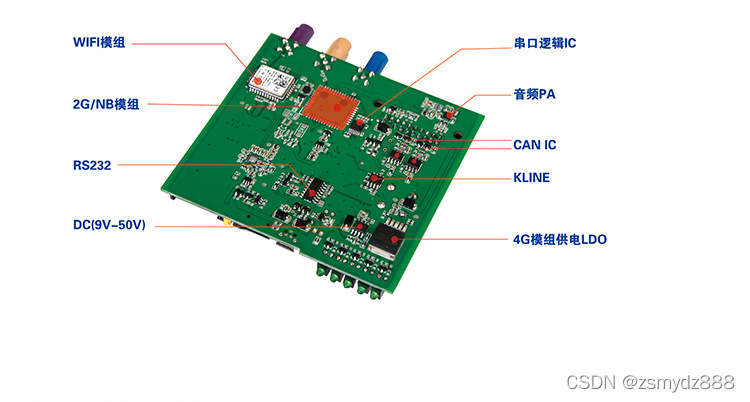 WIFI模组
2G/NB模组
RS232
DC(9V-50V)
串口逻辑IC
音频PA
CAN IC
KLINE
4G模组供电LDO
CSDN @zsmydz888